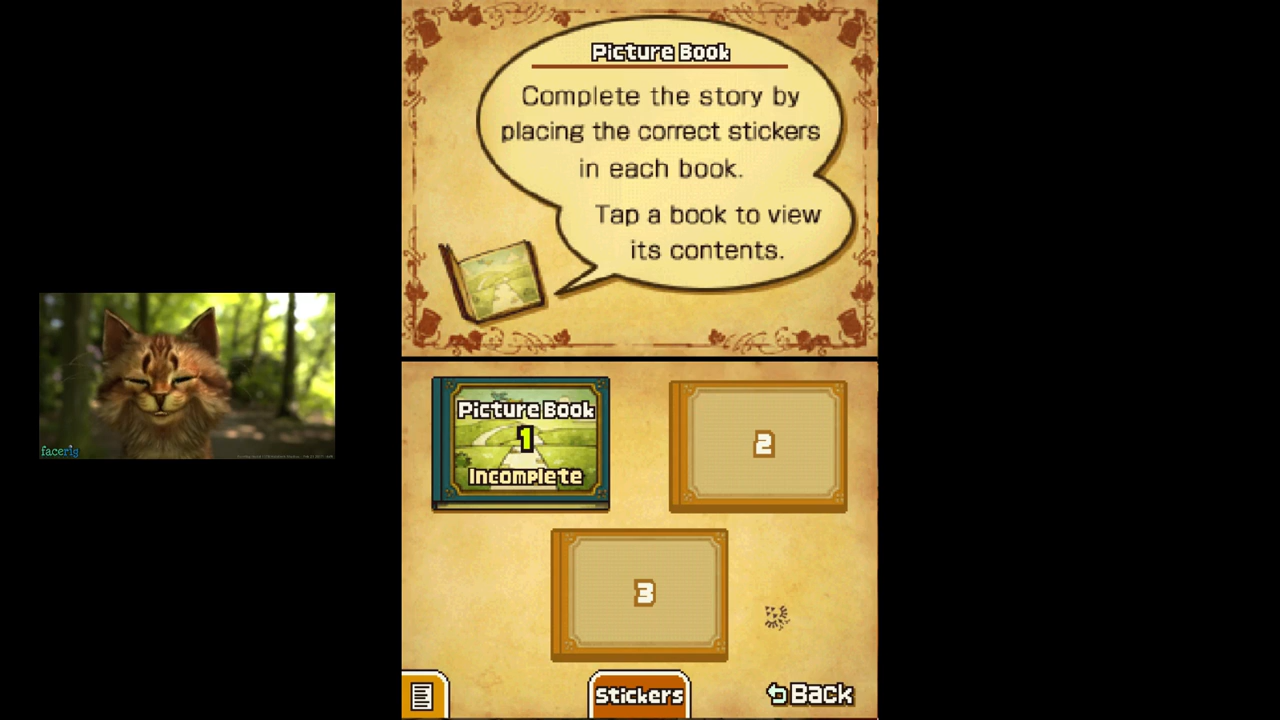 Picture Book
Complete the story by
placing the correct stickers
in each book.
Tap a book to view
its contents.
Picture Book
1
Incomplete
2
3
facerig
Stickers
Back